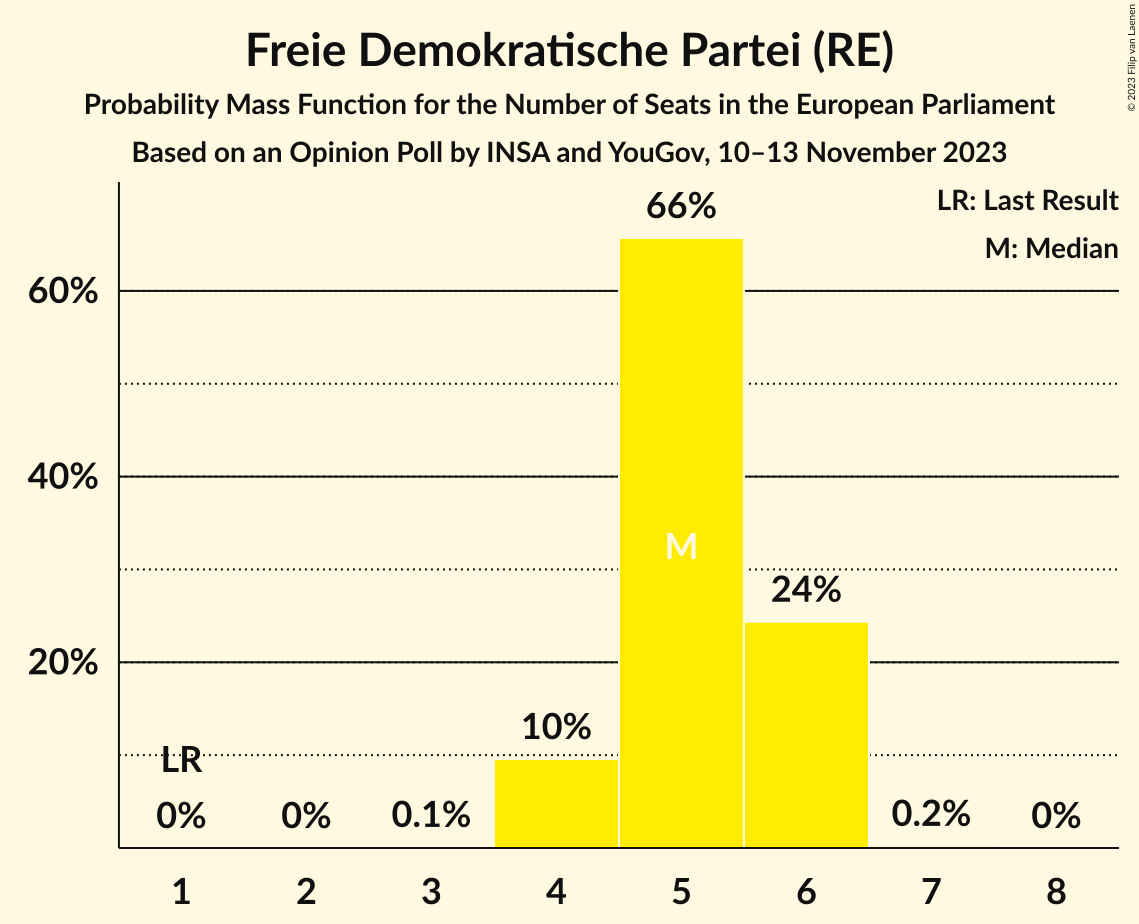 Freie Demokratische Partei (RE)
Probability Mass Function for the Number of Seats in the European Parliament
Based on an Opinion Poll by INSA and YouGov, 10–13 November 2023
© 2023 Filip van Laenen
LR: Last Result
M: Median
66%
60%
40%
M
24%
20%
10%
LR
0%
0%
0.1%
0.2%
0%
1 2 3 4 5 6 7 8